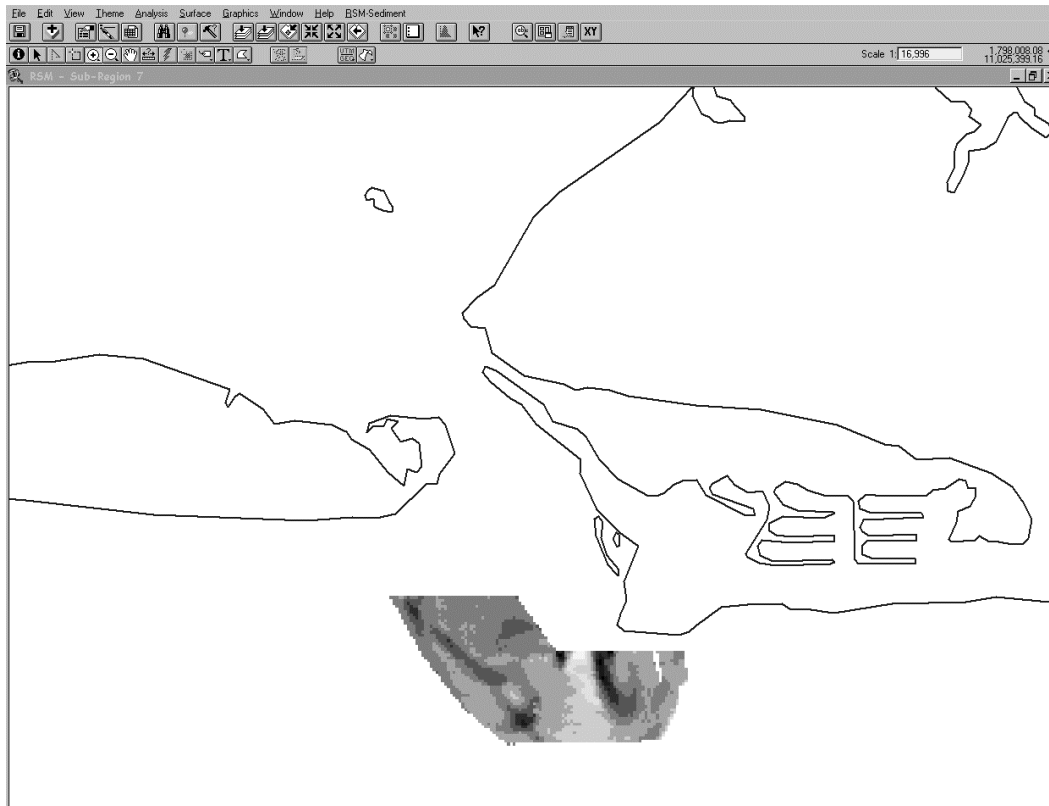 File Edit View Theme Analysis Surface Graphics Window Help RSM-Sediment
XY
T
Scale 1: 16,996
1,798,008.08
11,025,399.16
RSM - Sub-Region 7